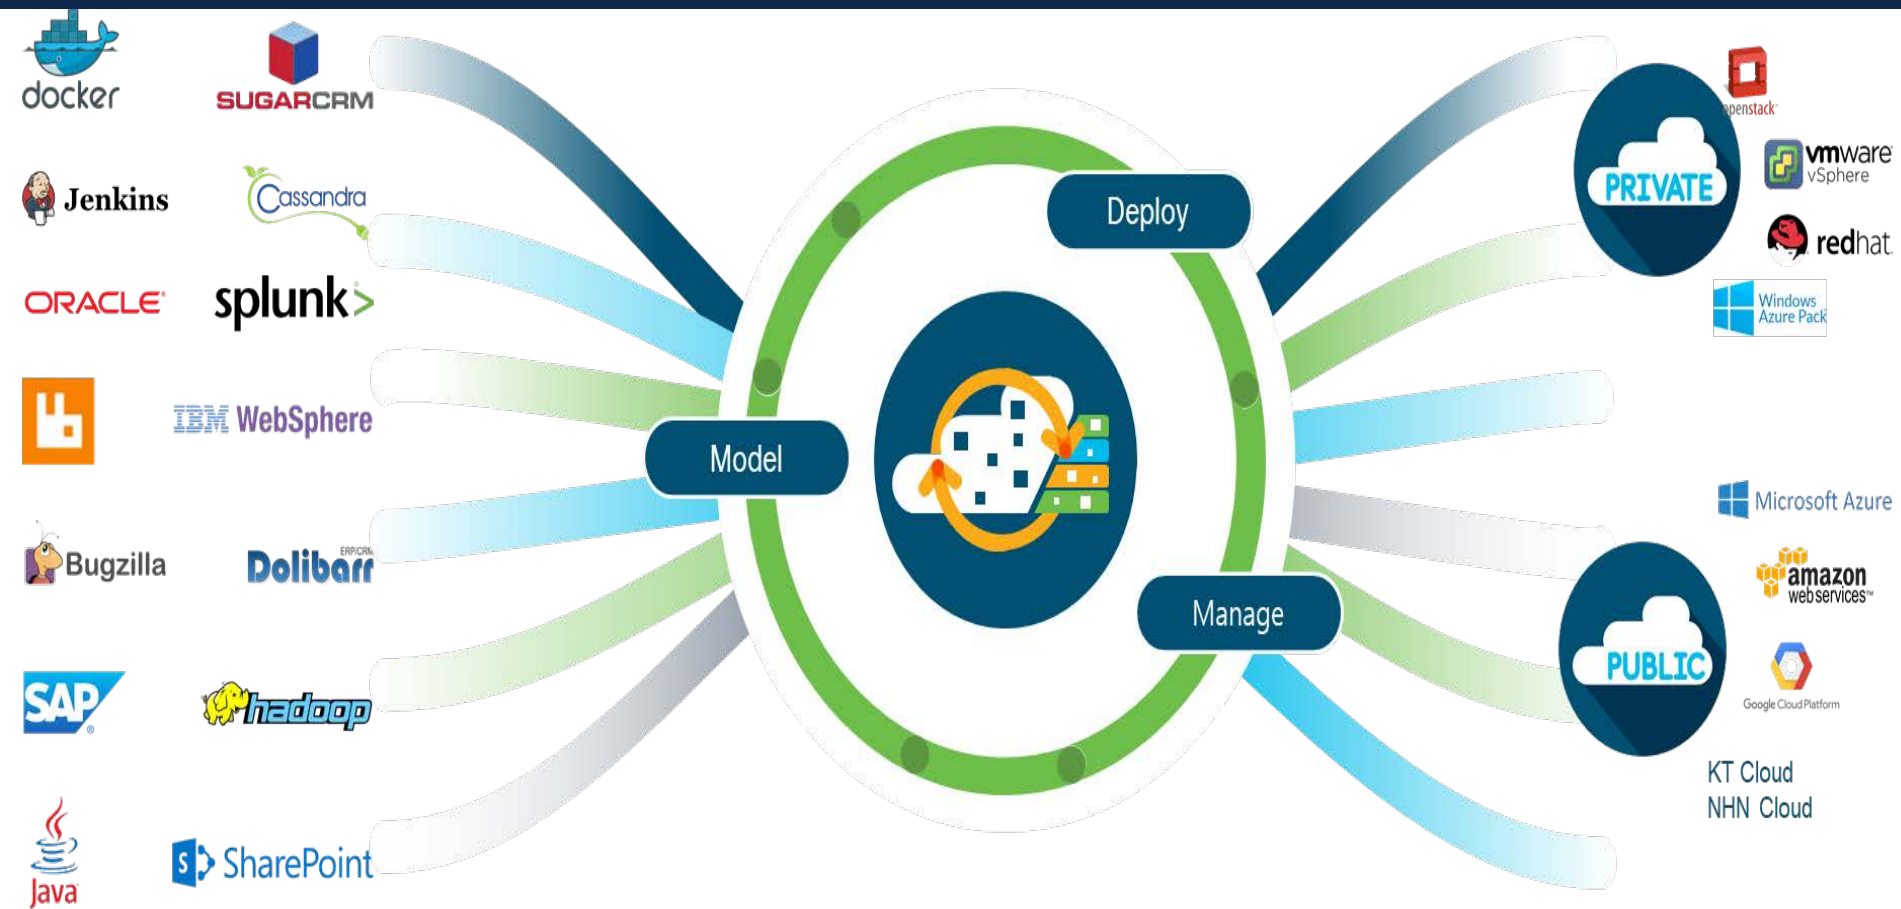 docker
SUGARCRM
Jenkins
Cassandra
ORACLE
splunk>
IBM WebSphere
Bugzilla
ERP/CRM
Dolibarr
SAP
hadoop
Java
S SharePoint
Model
Deploy
Manage
PRIVATE
openstack
vmware
vSphere
redhat
Windows
Azure Pack
PUBLIC
Microsoft Azure
amazon
web services™
Google Cloud Platform
KT Cloud
NHN Cloud